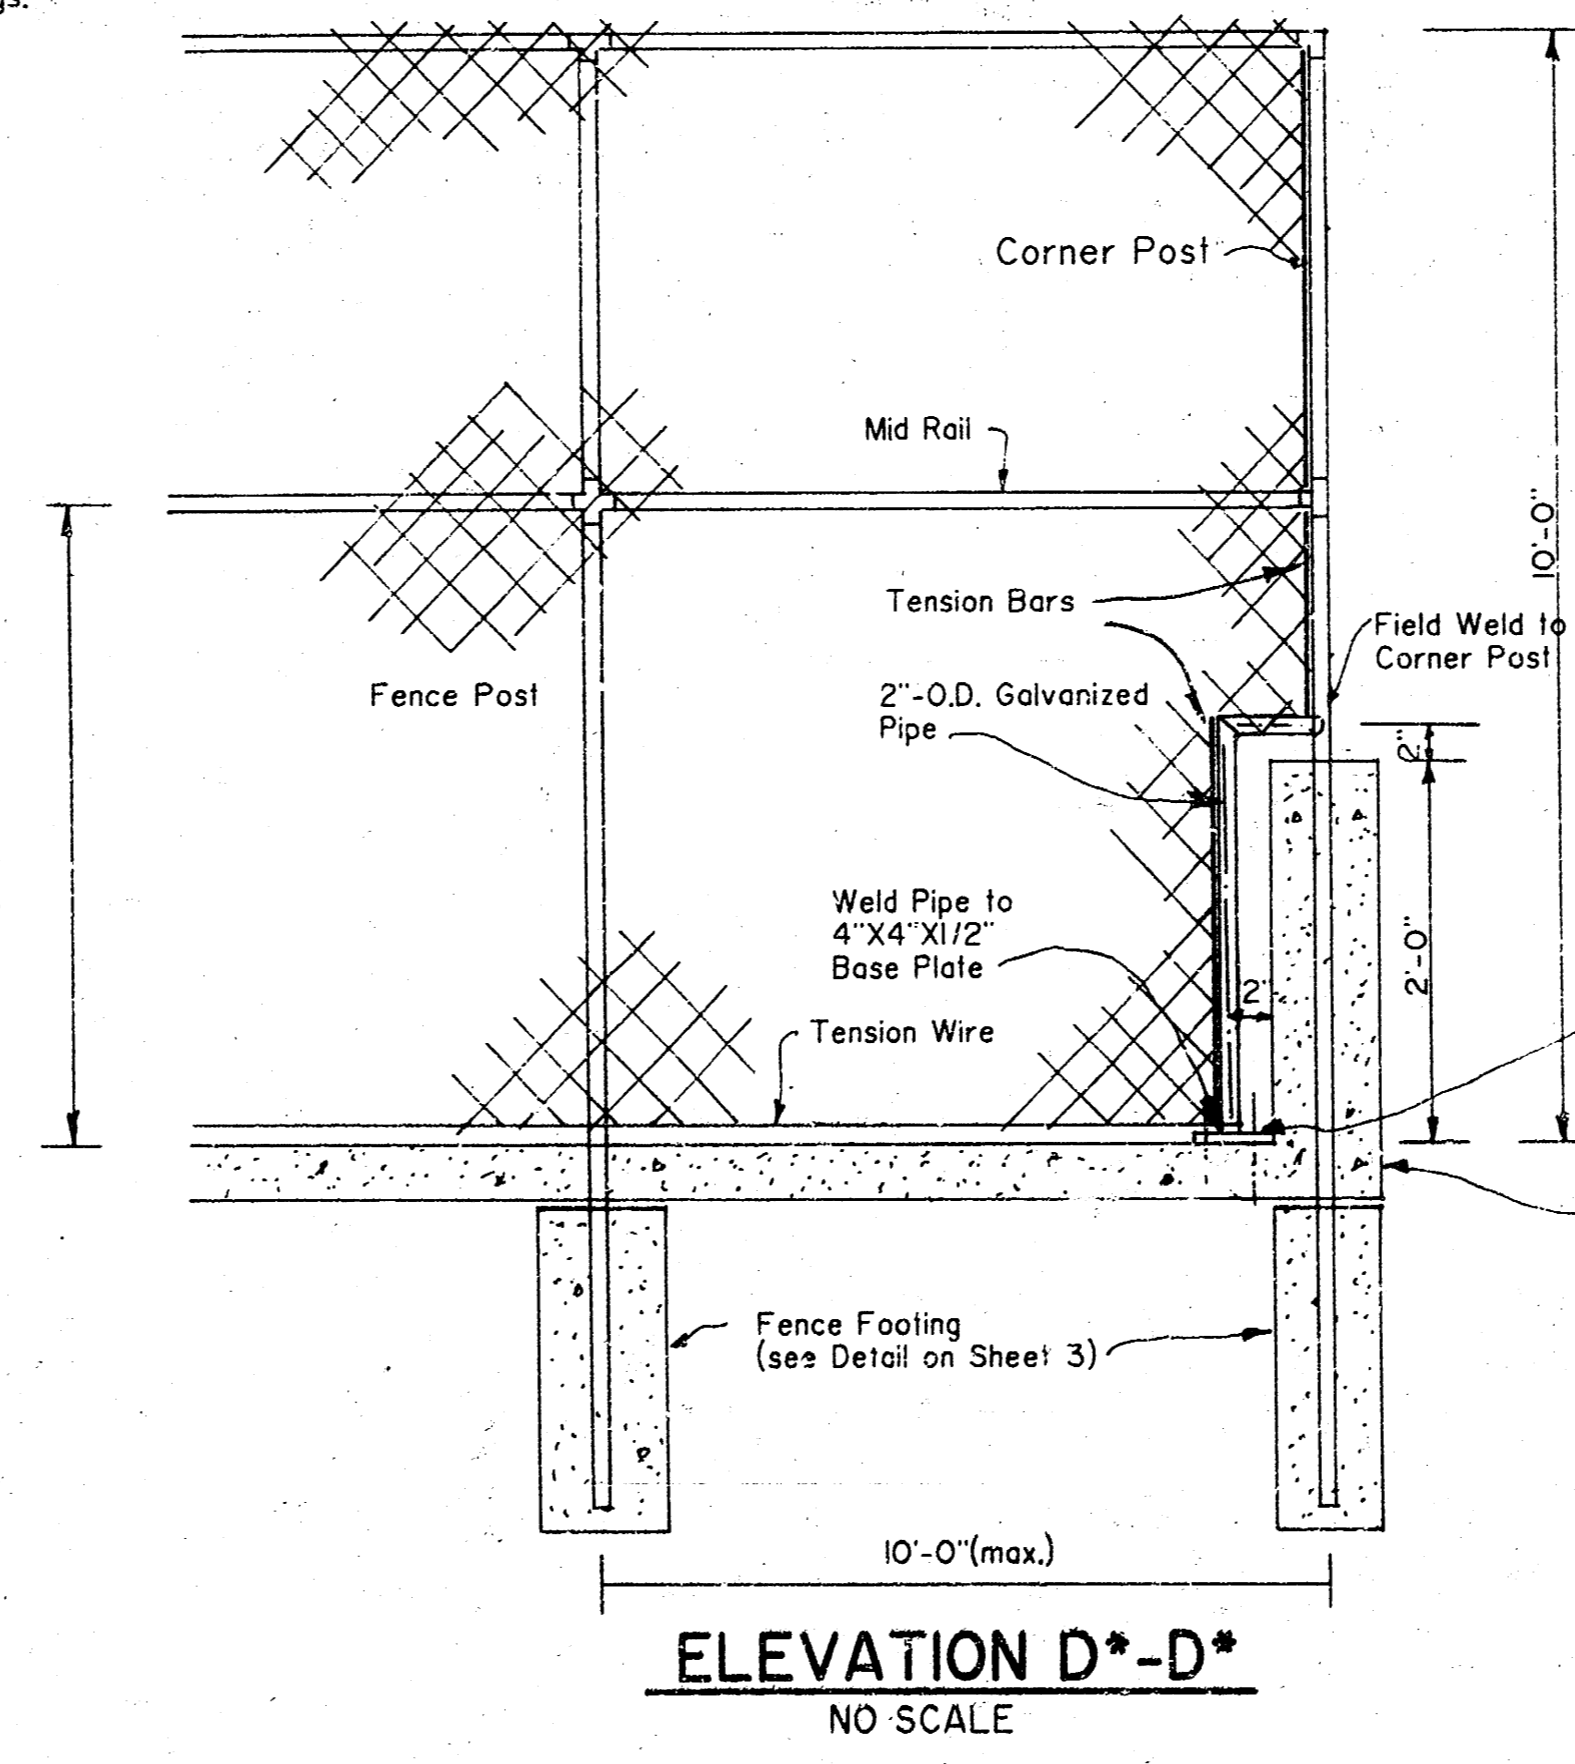 gs.
Corner Post
Mid Rail
10'-0"
Tension Bars
Field Weld to
Corner Post
Fence Post
2"-O.D. Galvanized
Pipe
2"
Weld Pipe to
4"X4"X1/2"
Base Plate
2'-0"
2"
Tension Wire
Fence Footing
(see Detail on Sheet 3)
10'-0"(max.)
ELEVATION D*-D*
NO SCALE